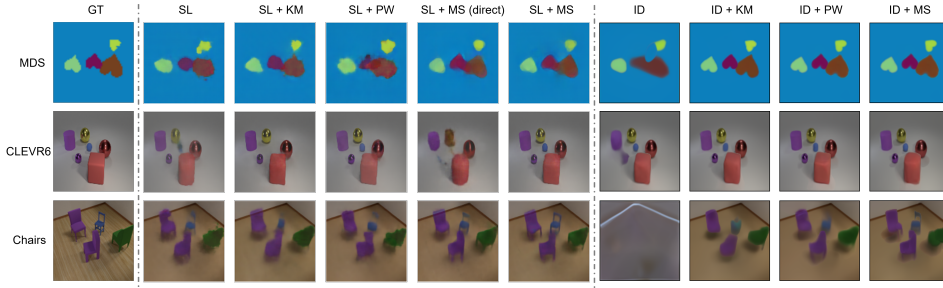 GT SL SL + KM SL + PW SL + MS (direct) SL + MS ID ID + KM ID + PW ID + MS
MDS
CLEVR6
Chairs